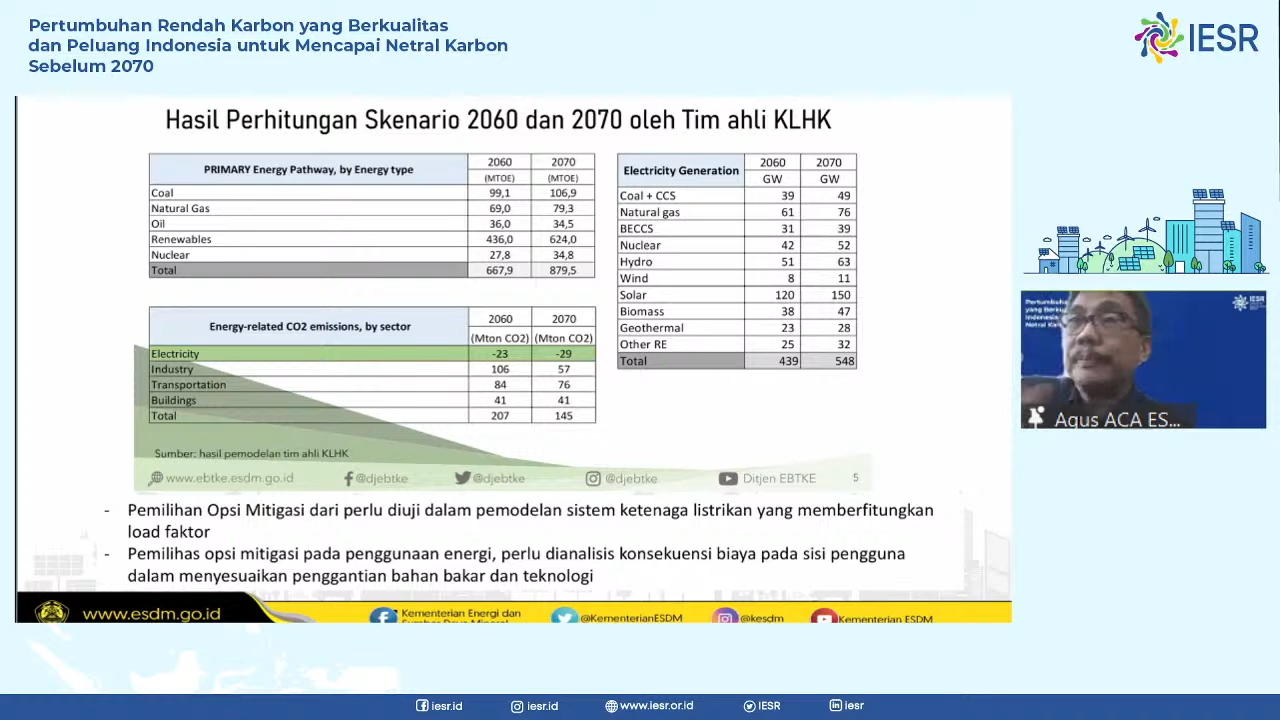 Pertumbuhan Rendah Karbon yang Berkualitas
dan Peluang Indonesia untuk Mencapai Netral Karbon
Sebelum 2070
IESR
Hasil Perhitungan Skenario 2060 dan 2070 oleh Tim ahli KLHK
PRIMARY Energy Pathway, by Energy type 2060 2070
(MTOE) (MTOE)
Coal 99,1 106,9
Natural Gas 69,0 79,3
Oil 36,0 34,5
Renewables 436,0 624,0
Nuclear 27,8 34,8
Total 667,9 879,5
Energy-related CO2 emissions, by sector 2060 2070
(Mton CO2) (Mton CO2)
Electricity -23 -29
Industry 106 57
Transportation 84 76
Buildings 41 41
Total 207 145
Electricity Generation 2060 2070
GW GW
Coal + CCS 39 49
Natural gas 61 76
BECCS 31 39
Nuclear 42 52
Hydro 51 63
Wind 8 11
Solar 120 150
Biomass 38 47
Geothermal 23 28
Other RE 25 32
Total 439 548
Sumber: hasil pemodelan tim ahli KLHK
www.ebtke.esdm.go.id @djebtke @djebtke @djebtke Ditjen EBTKE 5
- Pemilihan Opsi Mitigasi dari perlu diuji dalam pemodelan sistem ketenaga listrikan yang memberfitungkan
load faktor
- Pemilihas opsi mitigasi pada penggunaan energi, perlu dianalisis konsekuensi biaya pada sisi pengguna
dalam menyesuaikan penggantian bahan bakar dan teknologi
www.esdm.go.id Kementerian Energi dan
Sumber Daya Mineral @KementerianESDM @kesdm Kementerian ESDM
Pertumbuhan
yang Berkualitas
Indonesia
Netral Karbon
IESR
Agus ACA ES...
iesr.id iesr.id www.iesr.or.id IESR iesr